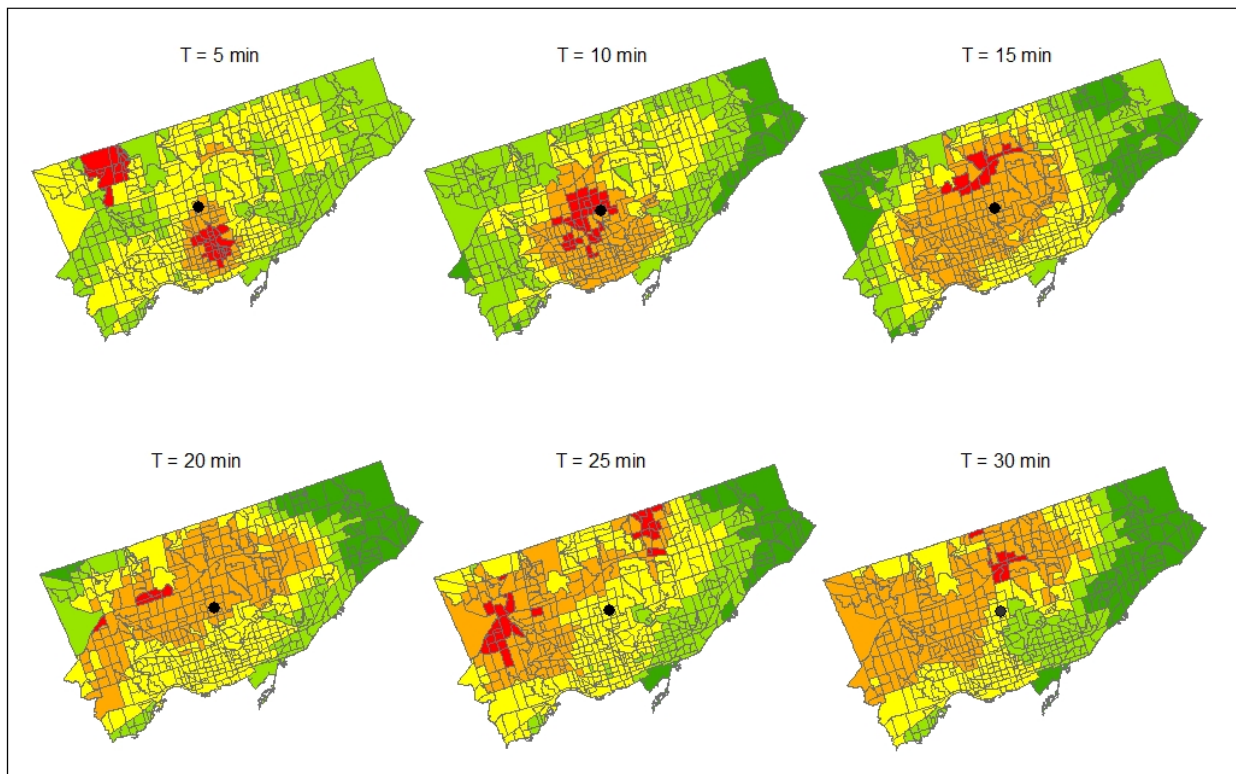 T = 5 min
T = 10 min
T = 15 min
T = 20 min
T = 25 min
T = 30 min